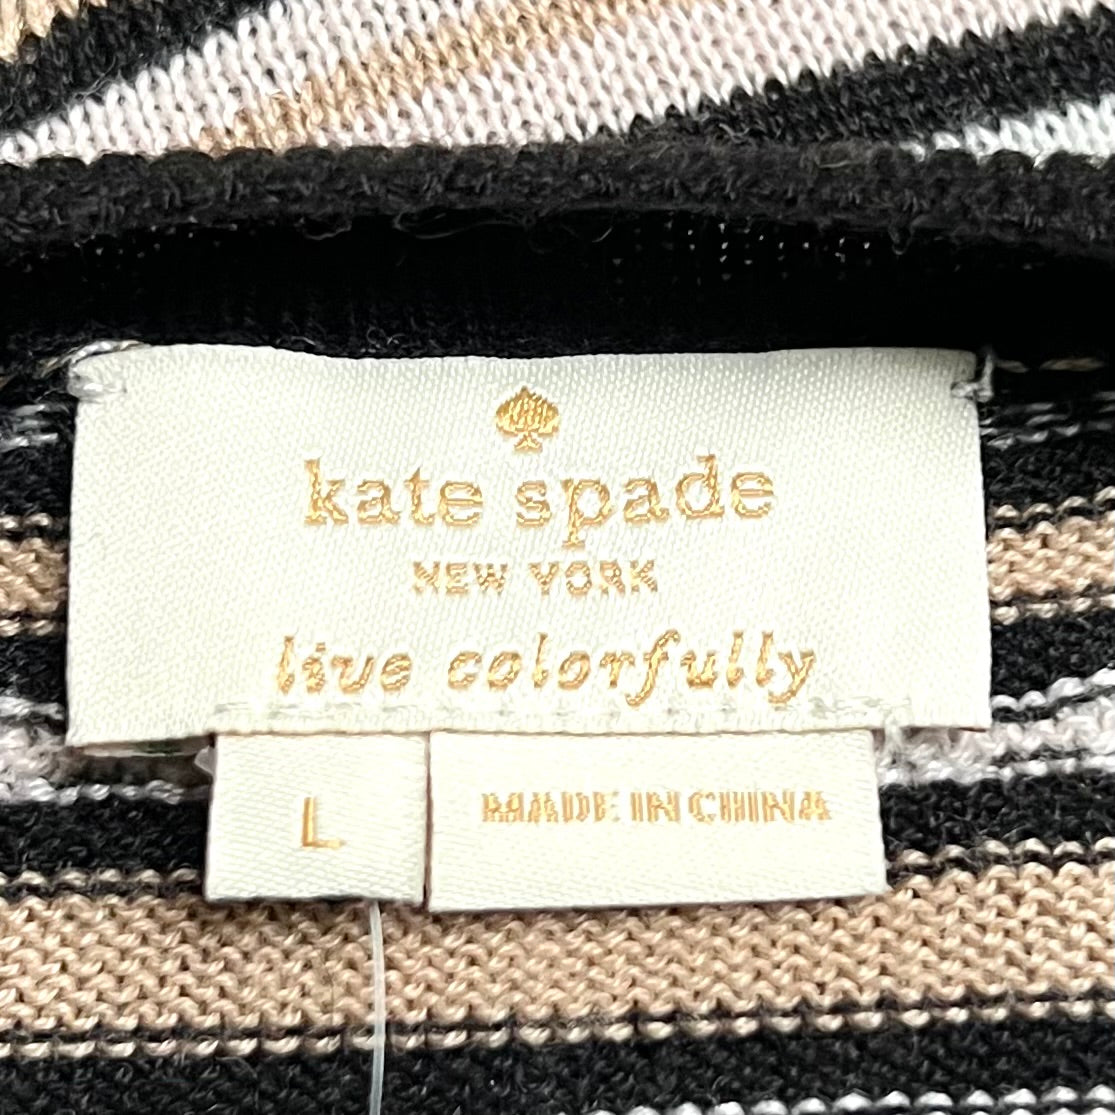 kate spade
NEW YORK
live colorfully
L
MADE IN CHINA